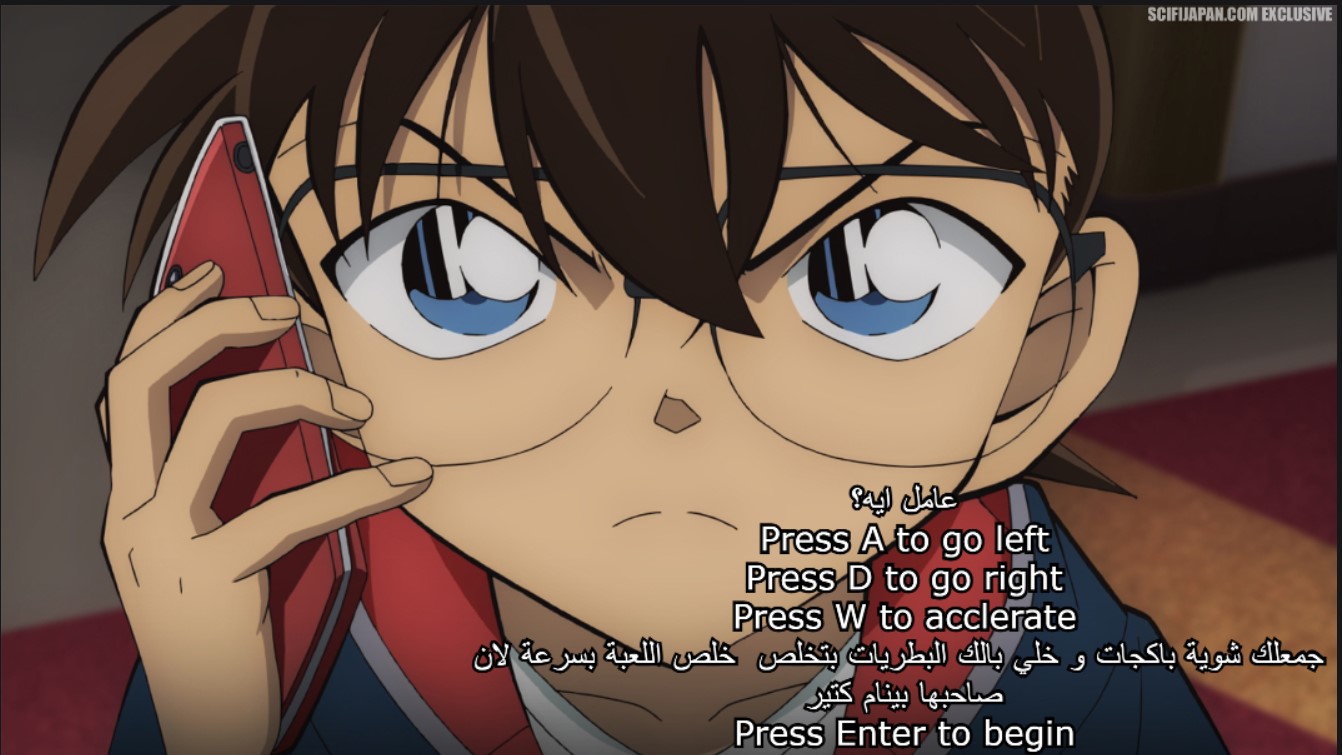 SCIFIJAPAN.COM EXCLUSIVE
عامل ايه؟
Press A to go left
Press D to go right
Press W to acclerate
جمعلك شوية باكجات و خلي بالك البطريات بتخلص  خلص اللعبة بسرعة لان
صاحبها بينام كتير
Press Enter to begin